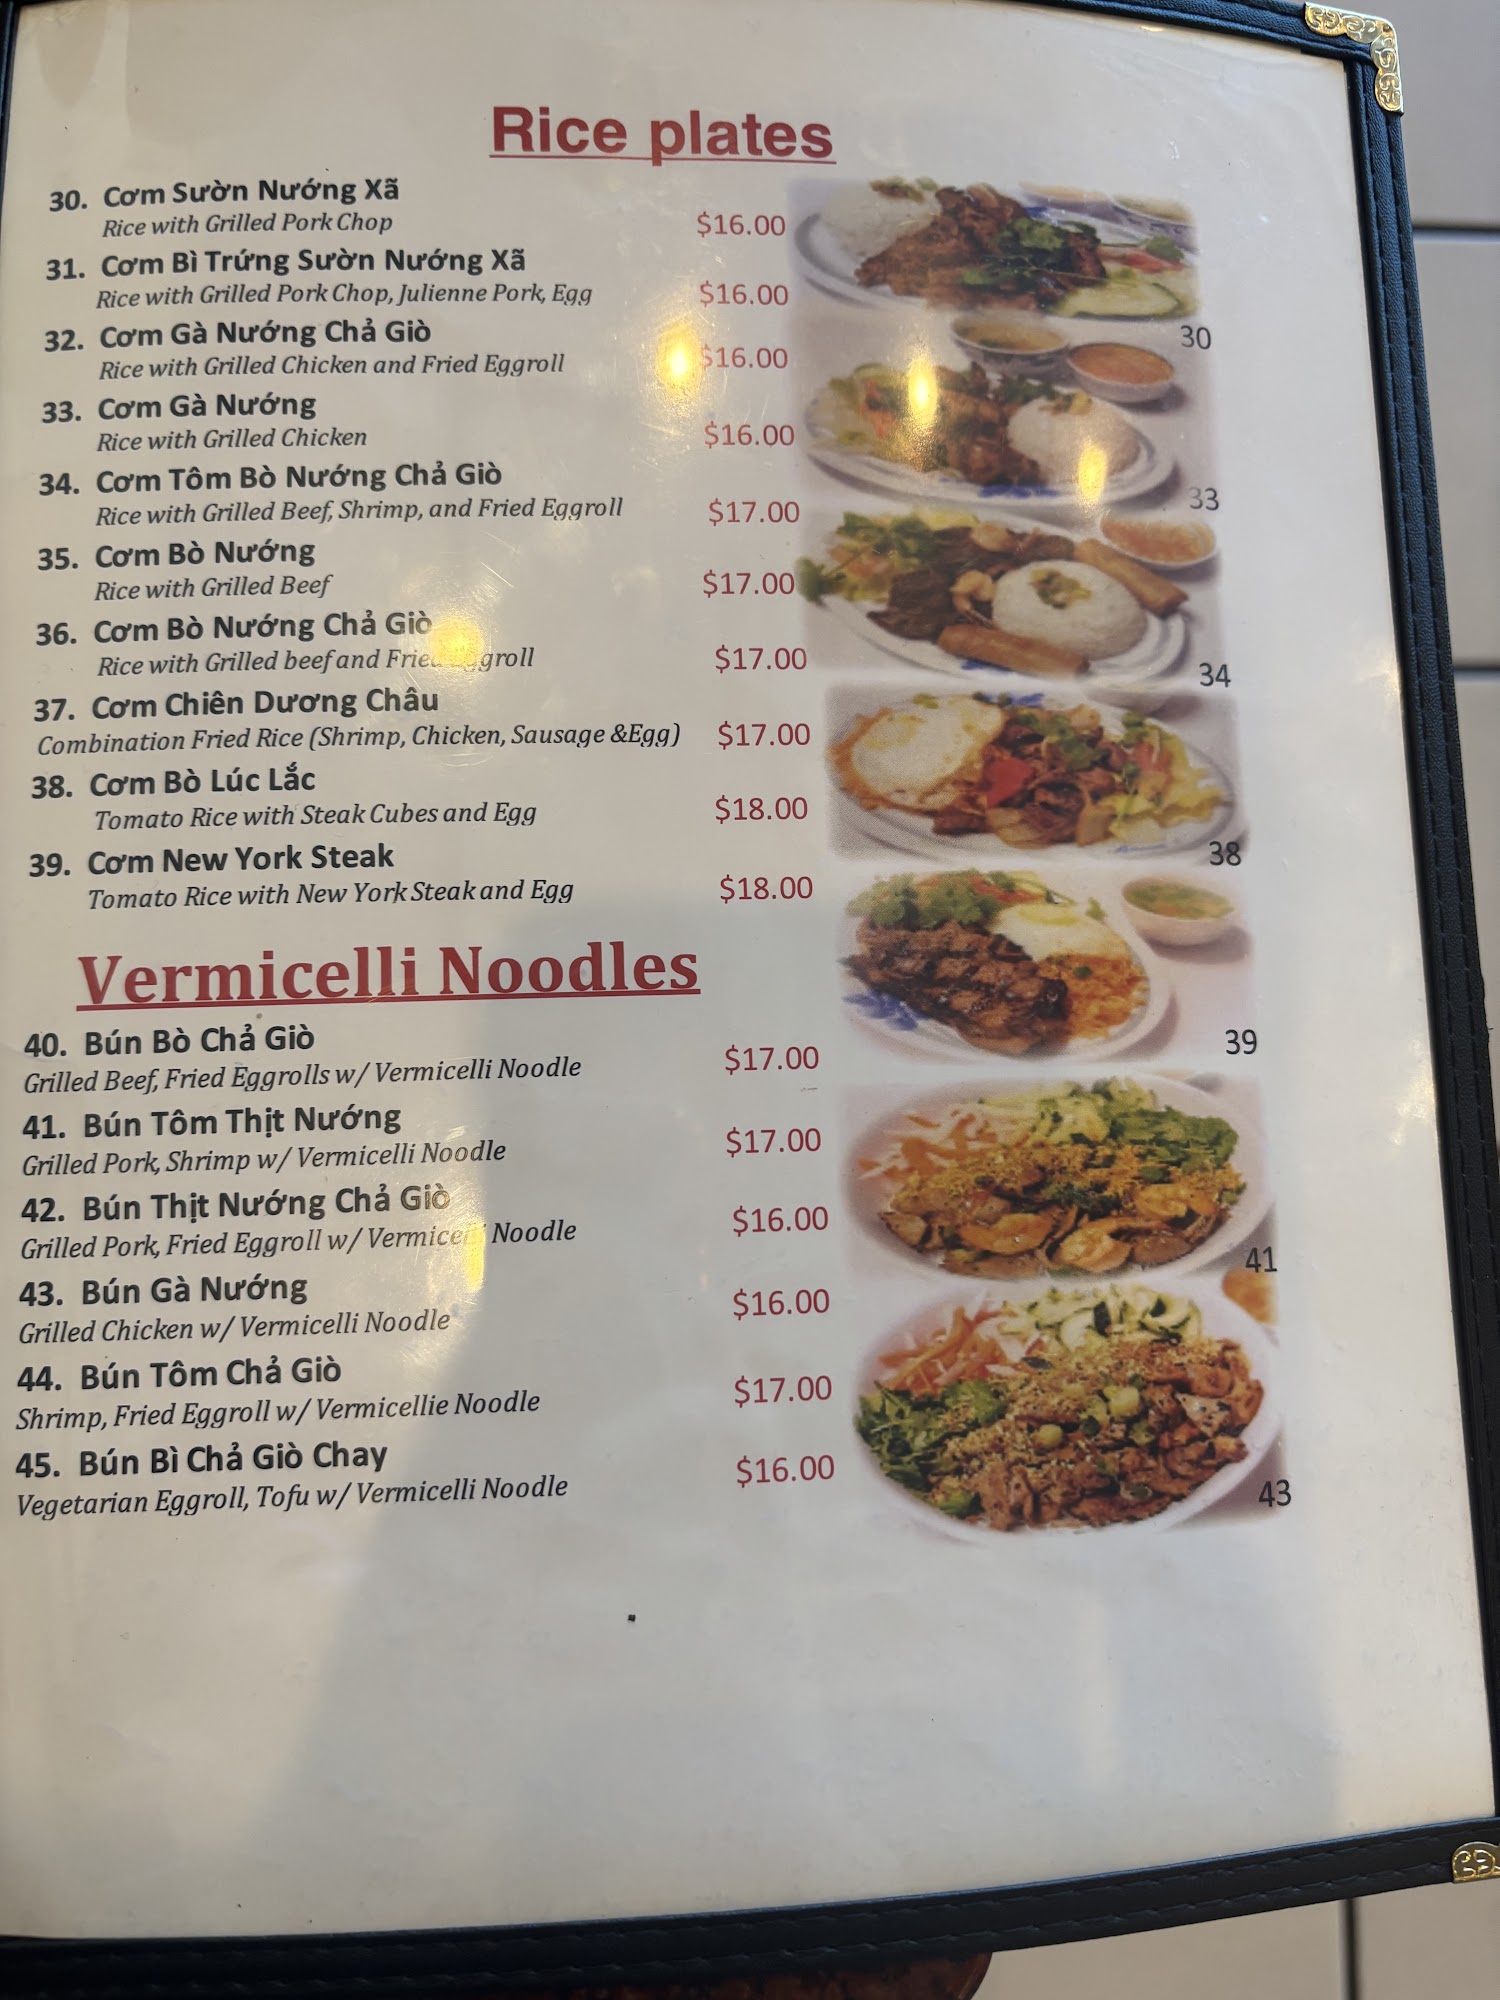 Rice plates
30. Cơm Sườn Nướng Xã
Rice with Grilled Pork Chop $16.00
31. Cơm Bì Trứng Sườn Nướng Xã
Rice with Grilled Pork Chop, Julienne Pork, Egg $16.00
32. Cơm Gà Nướng Chả Giò
Rice with Grilled Chicken and Fried Eggroll $16.00
33. Cơm Gà Nướng
Rice with Grilled Chicken $16.00
34. Cơm Tôm Bò Nướng Chả Giò
Rice with Grilled Beef, Shrimp, and Fried Eggroll $17.00
35. Cơm Bò Nướng
Rice with Grilled Beef $17.00
36. Cơm Bò Nướng Chả Giò
Rice with Grilled beef and Fried Eggroll $17.00
37. Cơm Chiên Dương Châu
Combination Fried Rice (Shrimp, Chicken, Sausage &Egg) $17.00
38. Cơm Bò Lúc Lắc
Tomato Rice with Steak Cubes and Egg $18.00
39. Cơm New York Steak
Tomato Rice with New York Steak and Egg $18.00
30
33
34
38
39
Vermicelli Noodles
40. Bún Bò Chả Giò
Grilled Beef, Fried Eggrolls w/ Vermicelli Noodle $17.00
41. Bún Tôm Thịt Nướng
Grilled Pork, Shrimp w/ Vermicelli Noodle $17.00
42. Bún Thịt Nướng Chả Giò
Grilled Pork, Fried Eggroll w/ Vermicelli Noodle $16.00
43. Bún Gà Nướng
Grilled Chicken w/ Vermicelli Noodle $16.00
44. Bún Tôm Chả Giò
Shrimp, Fried Eggroll w/ Vermicellie Noodle $17.00
45. Bún Bì Chả Giò Chay
Vegetarian Eggroll, Tofu w/ Vermicelli Noodle $16.00
41
43